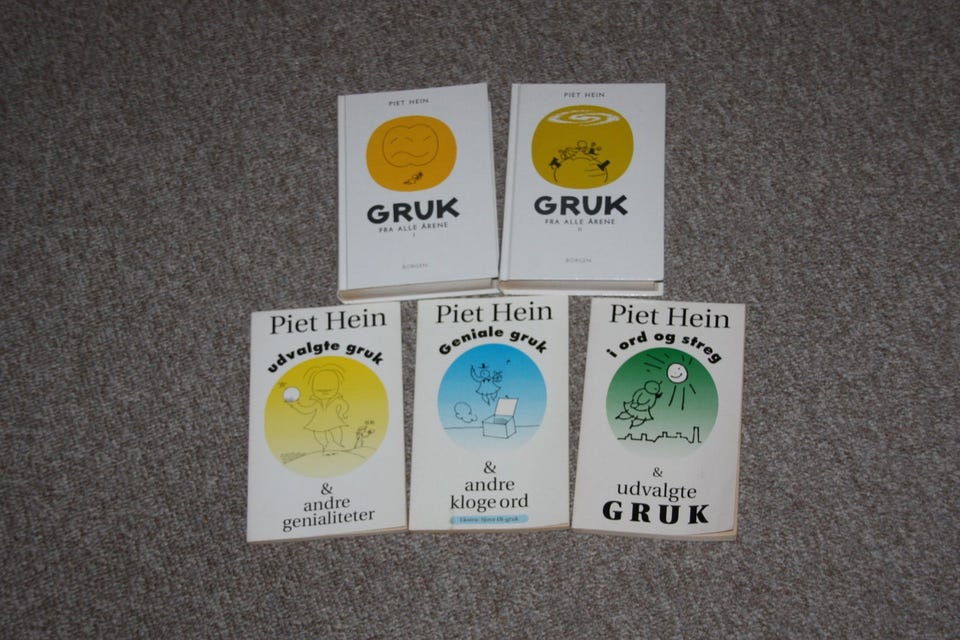 PIET HEIN
GRUK
FRA ALLE ÅRENE
I
BORGEN
PIET HEIN
GRUK
FRA ALLE ÅRENE
II
BORGEN
Piet Hein
udvalgte gruk
&
andre
genialiteter
Piet Hein
Geniale gruk
&
andre
kloge ord
Piet Hein
i ord og streg
&
udvalgte
GRUK